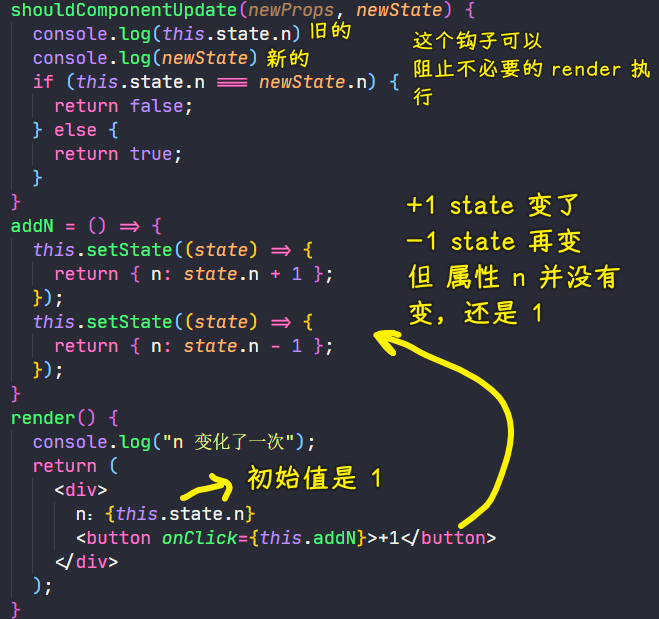 shouldComponentUpdate(newProps, newState) {
console.log(this.state.n) 旧的
console.log(newState) 新的
if (this.state.n === newState.n) {
return false;
} else {
return true;
}
}
这个钩子可以
阻止不必要的 render 执
行
addN = () => {
this.setState((state) => {
return { n: state.n + 1 };
});
this.setState((state) => {
return { n: state.n - 1 };
});
}
+1 state 变了
-1 state 再变
但 属性 n 并没有
变，还是 1
render() {
console.log("n 变化了一次");
return (
<div>
n：{this.state.n}
<button onClick={this.addN}>+1</button>
</div>
);
}
初始值是 1